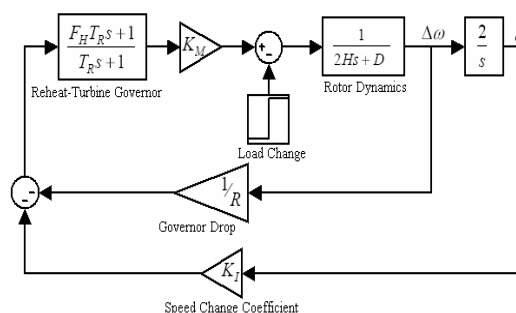 F_H T_R s + 1
T_R s + 1
K_M
+
-
1
2Hs + D
Δω
2
s
Reheat-Turbine Governor
Rotor Dynamics
Load Change
-
-
1/R
Governor Drop
K_I
Speed Change Coefficient